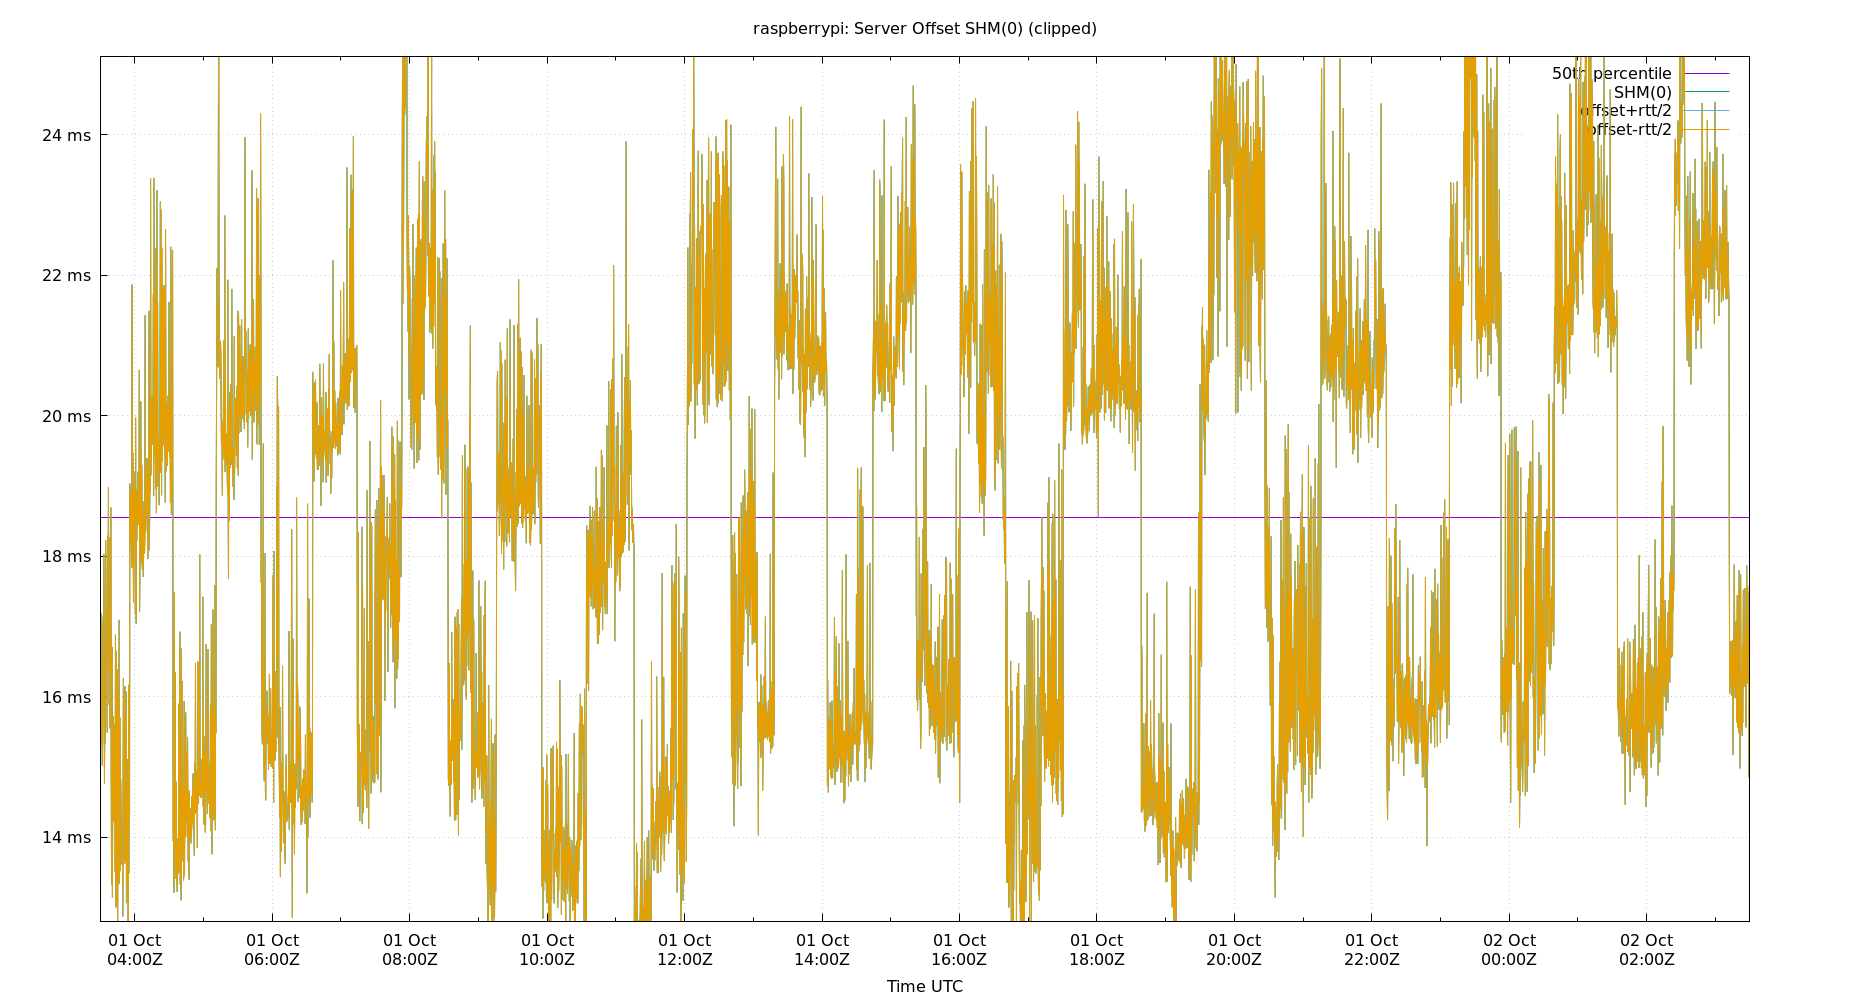 raspberrypi: Server Offset SHM(0) (clipped)
50th percentile
SHM(0)
offset+rtt/2
offset-rtt/2
24 ms
22 ms
20 ms
18 ms
16 ms
14 ms
01 Oct 01 Oct 01 Oct 01 Oct 01 Oct 01 Oct 01 Oct 01 Oct 01 Oct 01 Oct 02 Oct 02 Oct
04:00Z 06:00Z 08:00Z 10:00Z 12:00Z 14:00Z 16:00Z 18:00Z 20:00Z 22:00Z 00:00Z 02:00Z
Time UTC